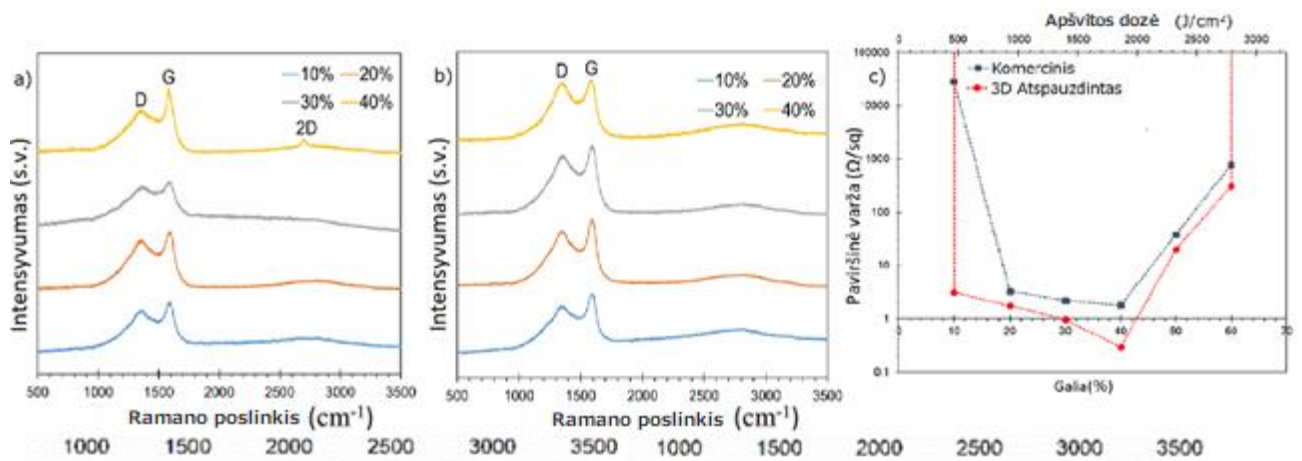 a)
D
G
2D
10% 20%
30% 40%
Intensyvumas (s.v.)
500 1000 1500 2000 2500 3000 3500
Ramano poslinkis (cm⁻¹)
b)
D
G
10% 20%
30% 40%
Intensyvumas (s.v.)
500 1000 1500 2000 2500 3000 3500
Ramano poslinkis (cm⁻¹)
Apšvitos dozė (J/cm²)
0 500 1000 1500 2000 2500 3000
c)
Komercinis
3D Atspauzdintas
Paviršinė varža (Ω/sq)
1000
100
10
1
0.1
0 10 20 30 40 50 60 70
Galia(%)
1000 1500 2000 2500 3000 3500 1000 1500 2000 2500 3000 3500